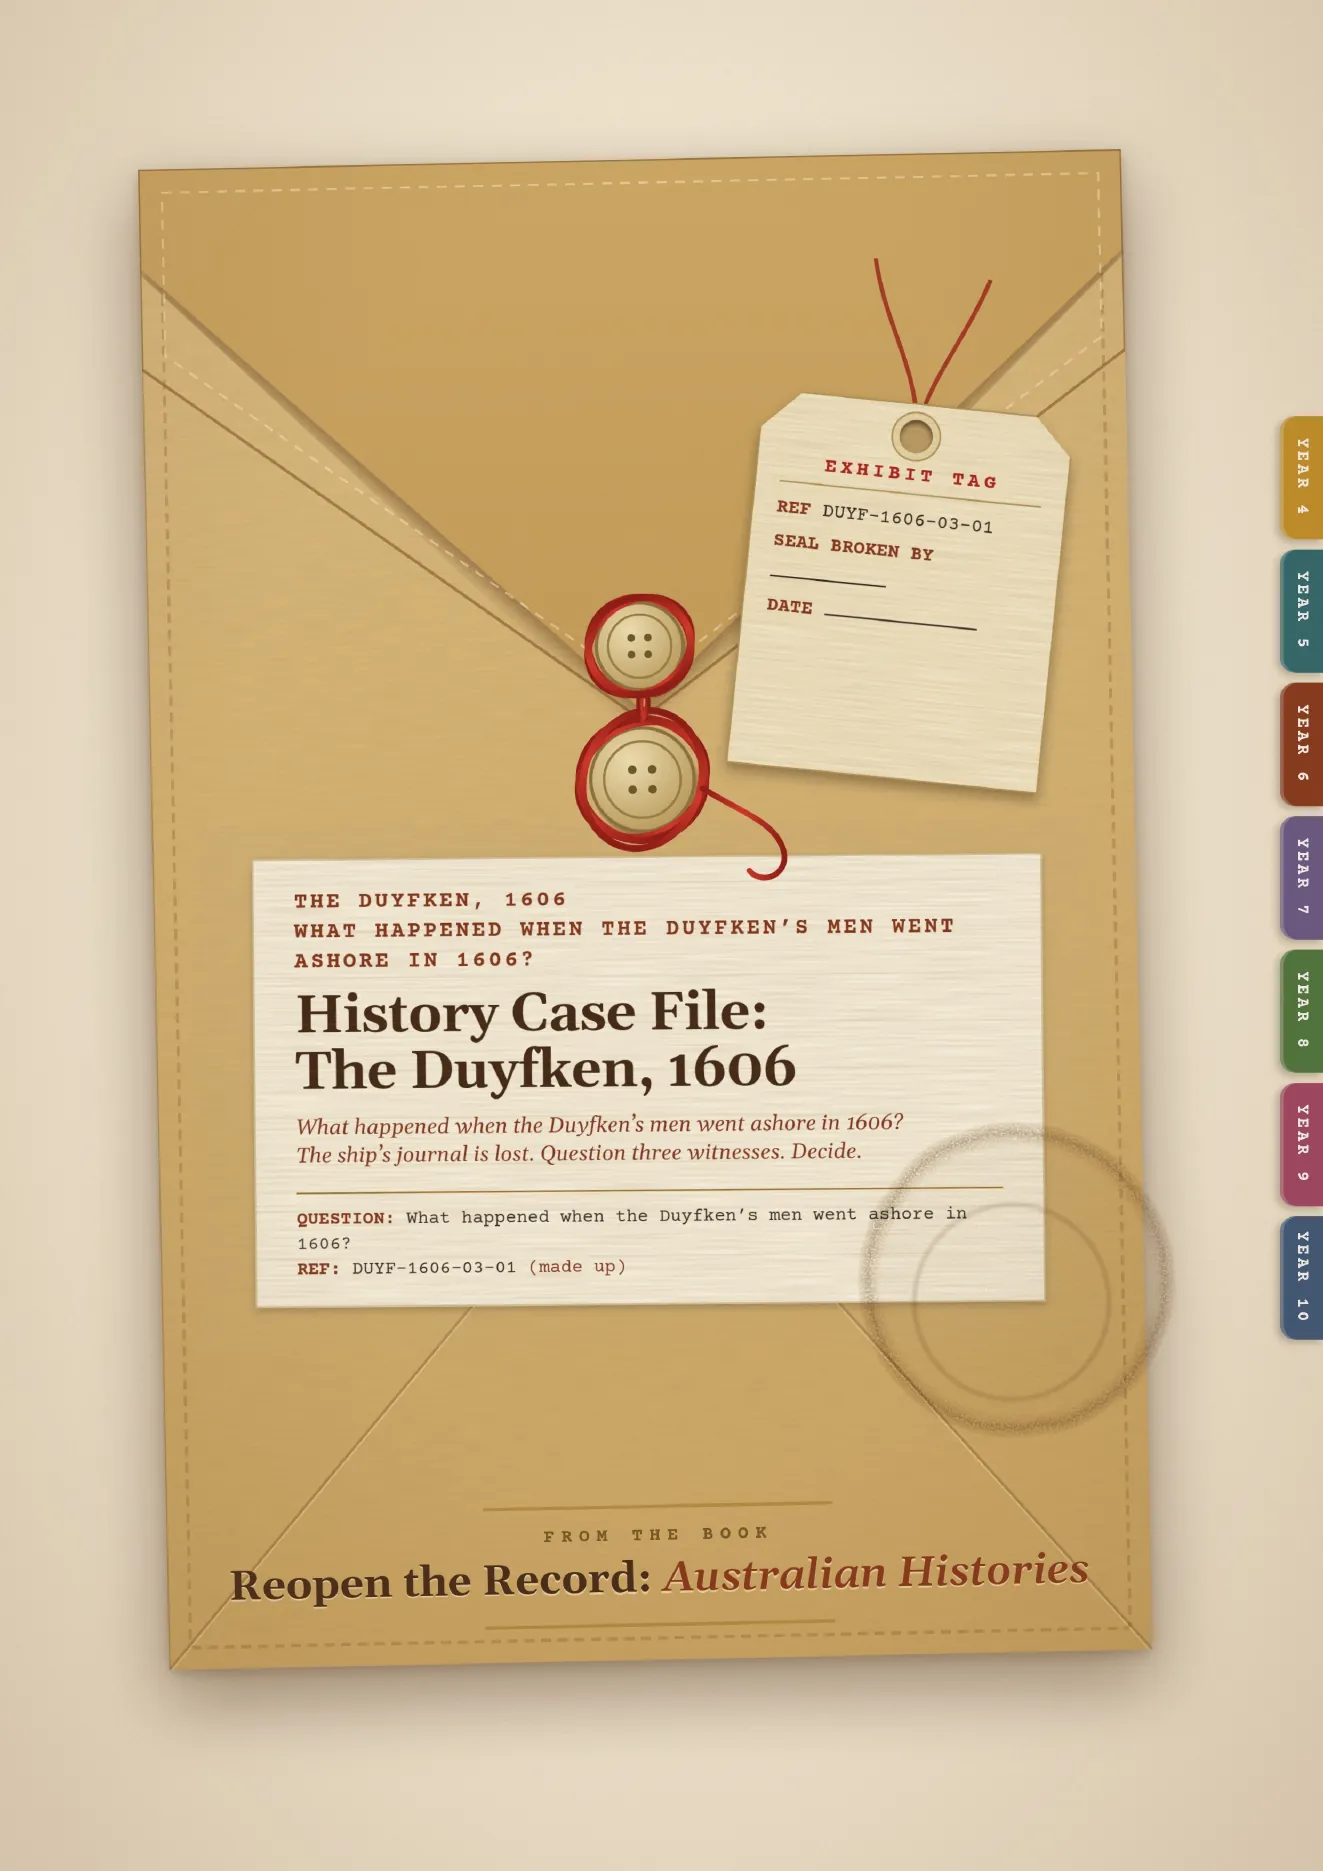 EXHIBIT TAG
REF DUYF-1606-03-01
SEAL BROKEN BY
DATE
THE DUYFKEN, 1606
WHAT HAPPENED WHEN THE DUYFKEN’S MEN WENT
ASHORE IN 1606?
History Case File:
The Duyfken, 1606
What happened when the Duyfken’s men went ashore in 1606?
The ship’s journal is lost. Question three witnesses. Decide.
QUESTION: What happened when the Duyfken’s men went ashore in
1606?
REF: DUYF-1606-03-01 (made up)
FROM THE BOOK
Reopen the Record: Australian Histories
YEAR 4
YEAR 5
YEAR 6
YEAR 7
YEAR 8
YEAR 9
YEAR 10